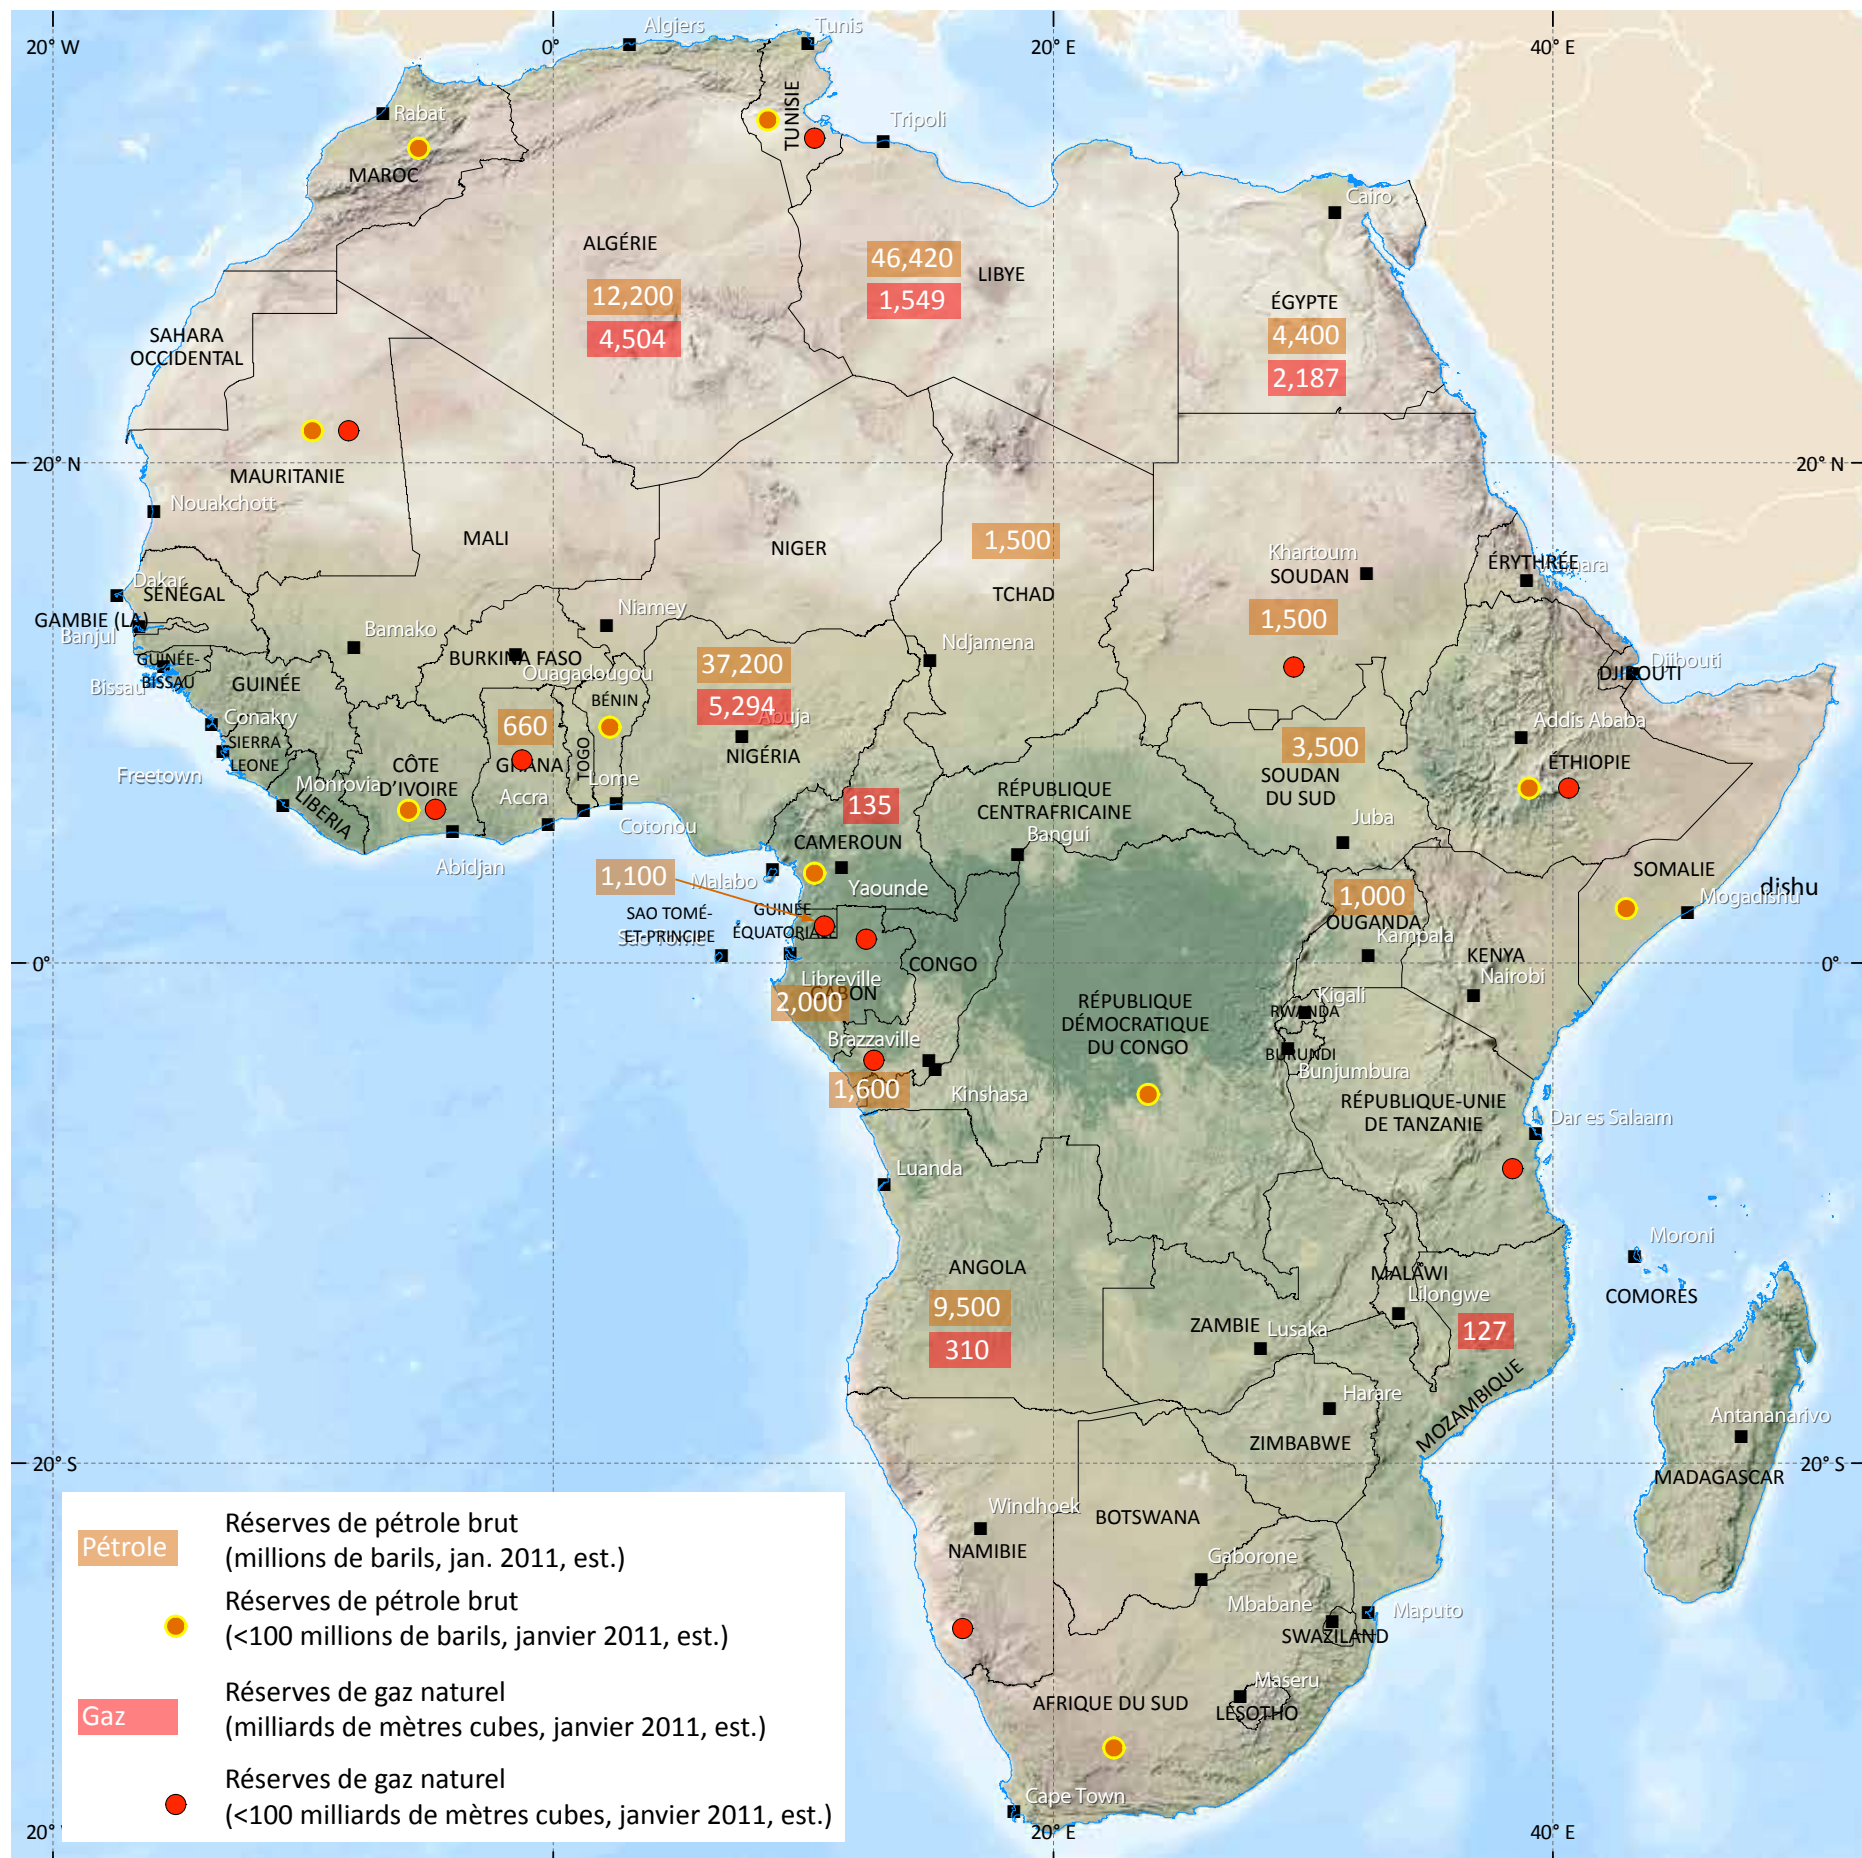 Algiers
Tunis
20° W
0°
20° E
40° E
Rabat
TUNISIE
Tripoli
MAROC
Cairo
ALGÉRIE
46,420
LIBYE
12,200
1,549
ÉGYPTE
4,504
4,400
SAHARA
OCCIDENTAL
2,187
20° N
20° N
MAURITANIE
Nouakchott
MALI
NIGER
1,500
Khartoum
SOUDAN
ÉRYTHRÉE
Dakar
SÉNÉGAL
TCHAD
GAMBIE (LA)
Banjul
Niamey
1,500
Bamako
Ndjamena
BURKINA FASO
Ouagadougou
37,200
GUINÉE-
BISSAU
Bissau
GUINÉE
Djibouti
DJIBOUTI
BÉNIN
5,294
Abuja
Conakry
660
Addis Ababa
SIERRA
LEONE
NIGÉRIA
3,500
CÔTE
D'IVOIRE
GHANA
TOGO
ÉTHIOPIE
Freetown
Monrovia
LIBERIA
Accra
Lome
RÉPUBLIQUE
CENTRAFRICAINE
SOUDAN
DU SUD
135
Cotonou
Juba
Bangui
CAMEROUN
Abidjan
1,100
Malabo
Yaounde
SOMALIE
dishu
Mogadishu
1,000
SAO TOMÉ-
ET-PRINCIPE
GUINÉE
ÉQUATORIALE
OUGANDA
Kampala
0°
CONGO
KENYA
0°
Nairobi
Libreville
GABON
2,000
RÉPUBLIQUE
DÉMOCRATIQUE
DU CONGO
Kigali
RWANDA
Brazzaville
BURUNDI
Bunjumbura
1,600
Kinshasa
RÉPUBLIQUE-UNIE
DE TANZANIE
Dar es Salaam
Luanda
Moroni
ANGOLA
MALAWI
Lilongwe
COMORES
9,500
ZAMBIE
Lusaka
127
310
MOZAMBIQUE
Harare
Antananarivo
ZIMBABWE
20° S
MADAGASCAR
20° S
Windhoek
BOTSWANA
NAMIBIE
Gaborone
Mbabane
Maputo
SWAZILAND
Maseru
AFRIQUE DU SUD
LESOTHO
Cape Town
20°
20° E
40° E
Pétrole
Réserves de pétrole brut
(millions de barils, jan. 2011, est.)
Réserves de pétrole brut
(<100 millions de barils, janvier 2011, est.)
Gaz
Réserves de gaz naturel
(milliards de mètres cubes, janvier 2011, est.)
Réserves de gaz naturel
(<100 milliards de mètres cubes, janvier 2011, est.)